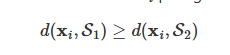 d(𝐱ᵢ, 𝒮₁) ≥ d(𝐱ᵢ, 𝒮₂)